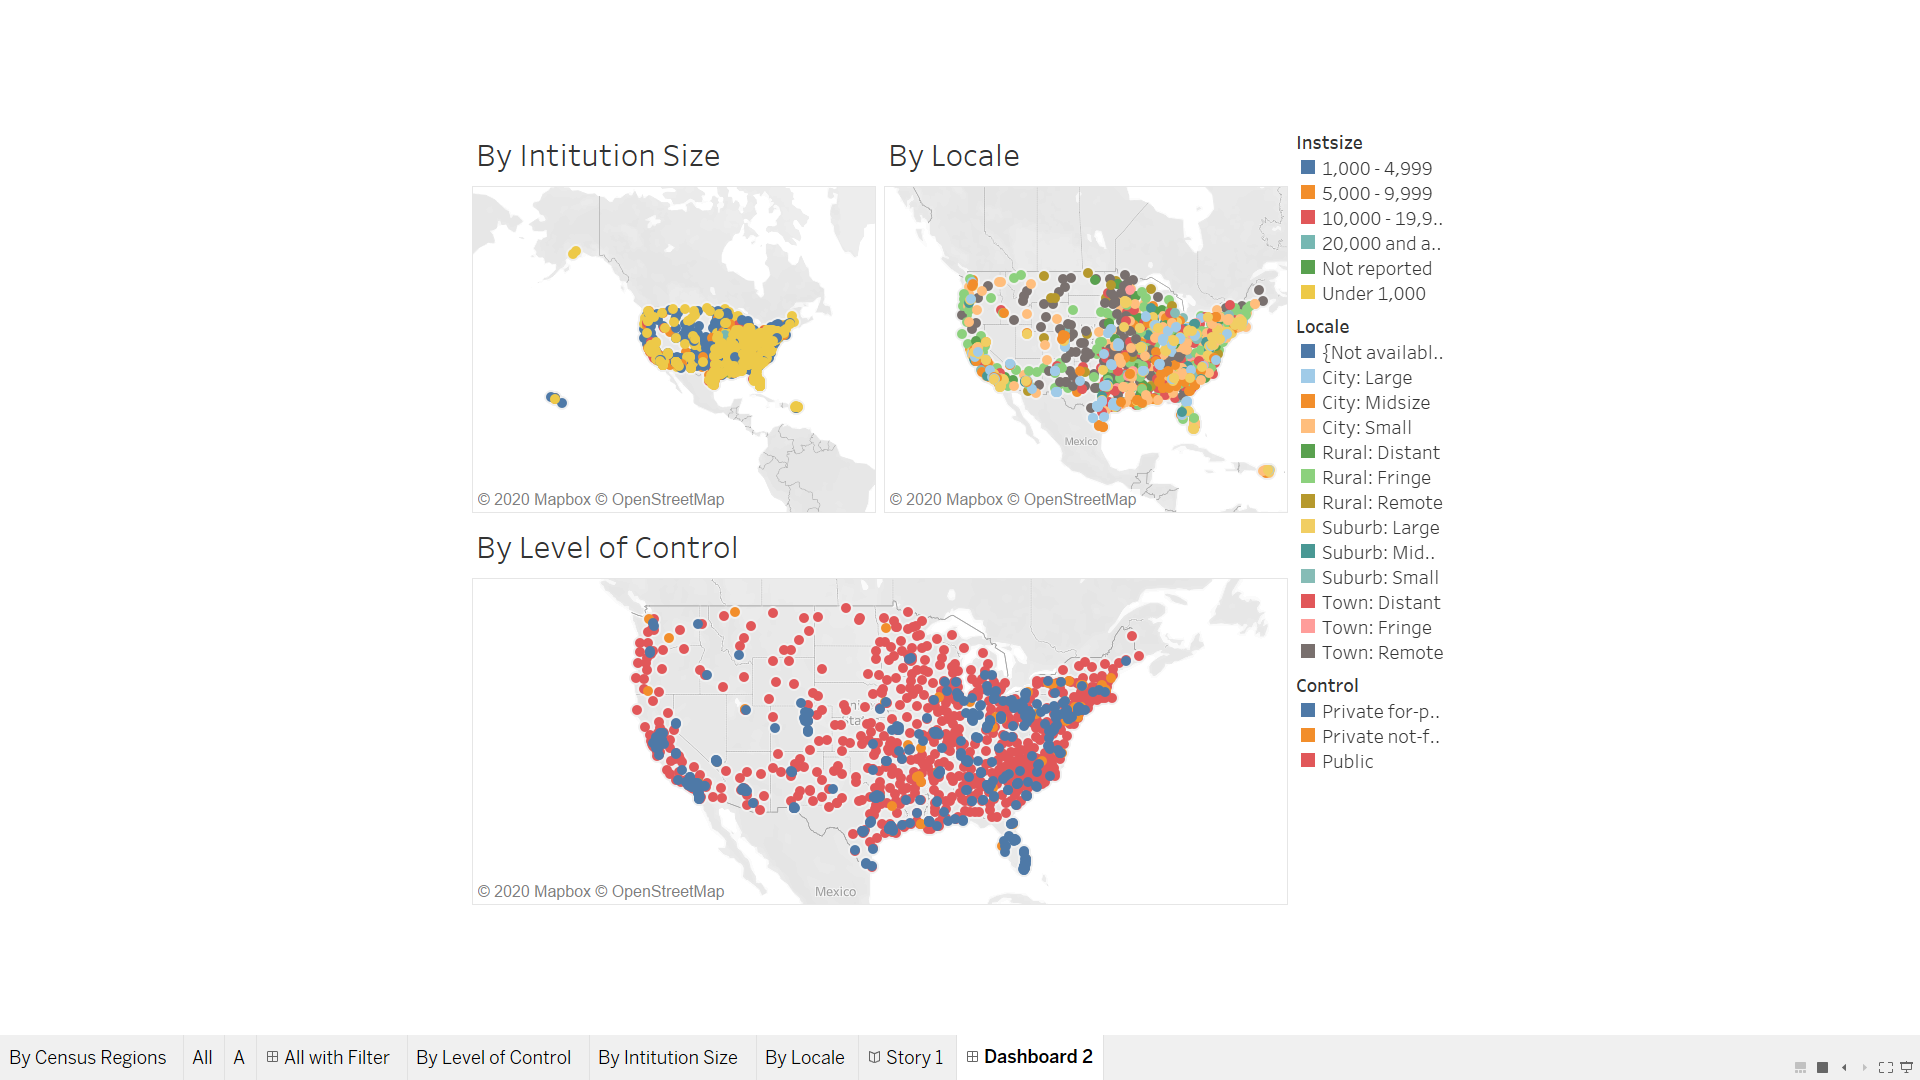 By Intitution Size
By Locale
© 2020 Mapbox © OpenStreetMap
Mexico
© 2020 Mapbox © OpenStreetMap
By Level of Control
Mexico
© 2020 Mapbox © OpenStreetMap
Instsize
1,000 - 4,999
5,000 - 9,999
10,000 - 19,9..
20,000 and a..
Not reported
Under 1,000
Locale
{Not availabl..
City: Large
City: Midsize
City: Small
Rural: Distant
Rural: Fringe
Rural: Remote
Suburb: Large
Suburb: Mid..
Suburb: Small
Town: Distant
Town: Fringe
Town: Remote
Control
Private for-p..
Private not-f..
Public
By Census Regions
All
A
All with Filter
By Level of Control
By Intitution Size
By Locale
Story 1
Dashboard 2